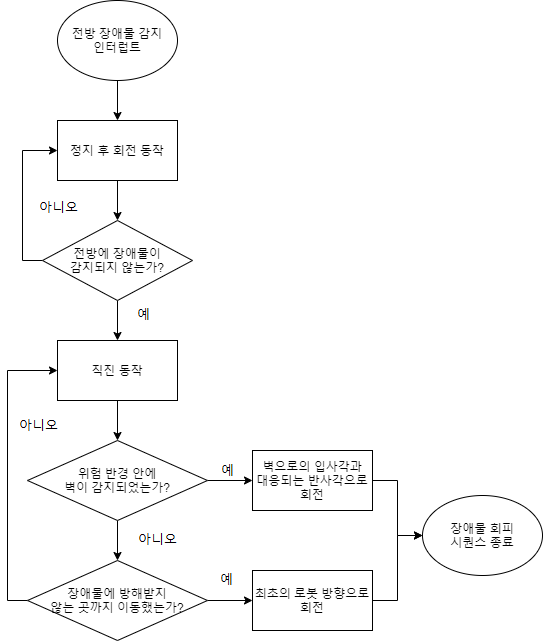 전방 장애물 감지
인터럽트
정지 후 회전 동작
아니오
전방에 장애물이
감지되지 않는가?
예
직진 동작
아니오
위험 반경 안에
벽이 감지되었는가?
예
벽으로의 입사각과
대응되는 반사각으로
회전
아니오
장애물 회피
시퀀스 종료
장애물에 방해받지
않는 곳까지 이동했는가?
예
최초의 로봇 방향으로
회전